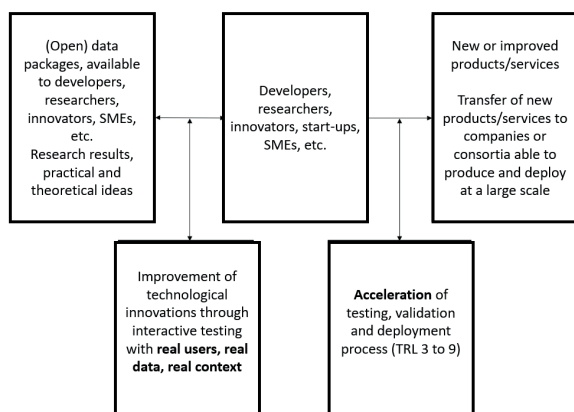 (Open) data
packages, available
to developers,
researchers,
innovators, SMEs,
etc.
Research results,
practical and
theoretical ideas
Developers,
researchers,
innovators, start-ups,
SMEs, etc.
New or improved
products/services
Transfer of new
products/services to
companies or
consortia able to
produce and deploy
at a large scale
Improvement of
technological
innovations through
interactive testing
with real users, real
data, real context
Acceleration of
testing, validation
and deployment
process (TRL 3 to 9)